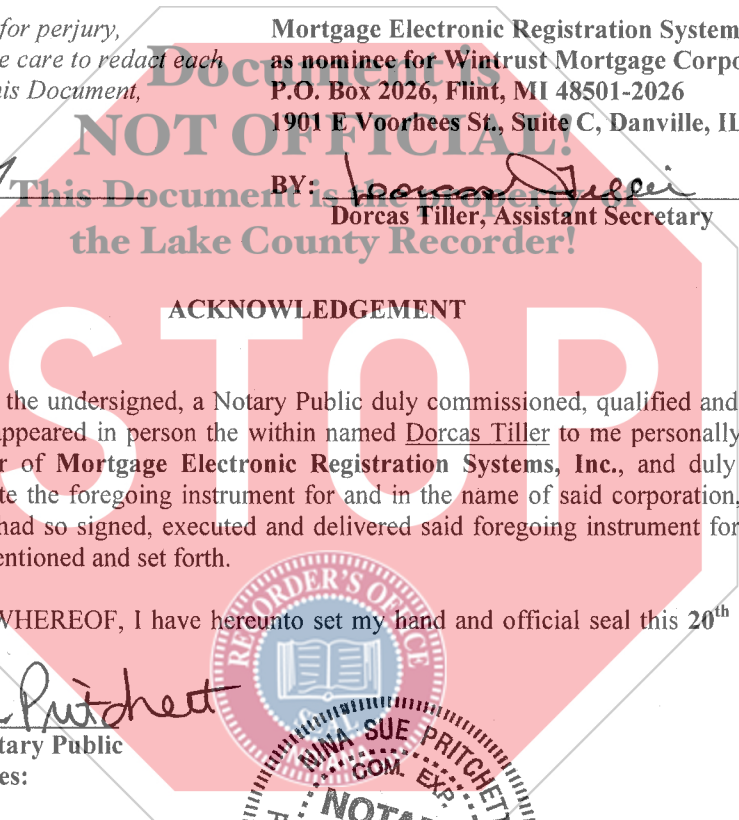 for perjury,
e care to redact each
his Document,
Mortgage Electronic Registration System
as nominee for Wintrust Mortgage Corpo
P.O. Box 2026, Flint, MI 48501-2026
1901 E Voorhees St., Suite C, Danville, IL
Document is
NOT OFFICIAL!
This Document is the property of
the Lake County Recorder!
BY: Dorcas Tiller
Dorcas Tiller, Assistant Secretary
ACKNOWLEDGEMENT
STOP
the undersigned, a Notary Public duly commissioned, qualified and
appeared in person the within named Dorcas Tiller to me personally
r of Mortgage Electronic Registration Systems, Inc., and duly
te the foregoing instrument for and in the name of said corporation,
had so signed, executed and delivered said foregoing instrument for
entioned and set forth.
WHEREOF, I have hereunto set my hand and official seal this 20th
Pritchett
tary Public
es:
RECORDER'S OFFICE
SEAL
NINA SUE PRITCHETT
COM. EXP.
NOTA